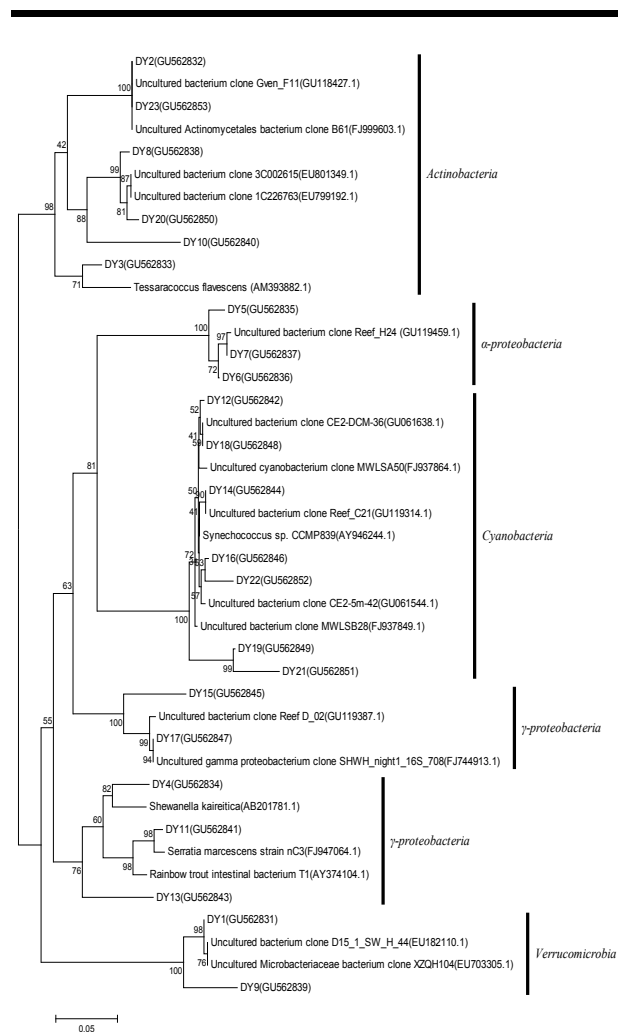 DY2(GU562832)
Uncultured bacterium clone Gven_F11(GU118427.1)
100
DY23(GU562853)
Uncultured Actinomycetales bacterium clone B61(FJ999603.1)
42
DY8(GU562838)
99
87
Uncultured bacterium clone 3C002615(EU801349.1)
Actinobacteria
Uncultured bacterium clone 1C226763(EU799192.1)
81
98
88
DY20(GU562850)
DY10(GU562840)
DY3(GU562833)
71
Tessaracoccus flavescens (AM393882.1)
DY5(GU562835)
100
97
Uncultured bacterium clone Reef_H24 (GU119459.1)
α-proteobacteria
DY7(GU562837)
72
DY6(GU562836)
DY12(GU562842)
52
Uncultured bacterium clone CE2-DCM-36(GU061638.1)
41
59
DY18(GU562848)
81
Uncultured cyanobacterium clone MWLSA50(FJ937864.1)
50
90
DY14(GU562844)
41
Uncultured bacterium clone Reef_C21(GU119314.1)
Synechococcus sp. CCMP839(AY946244.1)
Cyanobacteria
72
53
DY16(GU562846)
63
DY22(GU562852)
57
Uncultured bacterium clone CE2-5m-42(GU061544.1)
100
Uncultured bacterium clone MWLSB28(FJ937849.1)
DY19(GU562849)
99
DY21(GU562851)
DY15(GU562845)
55
100
Uncultured bacterium clone Reef D_02(GU119387.1)
γ-proteobacteria
99
DY17(GU562847)
94
Uncultured gamma proteobacterium clone SHWH_night1_16S_708(FJ744913.1)
82
DY4(GU562834)
Shewanella kaireitica(AB201781.1)
60
98
DY11(GU562841)
γ-proteobacteria
Serratia marcescens strain nC3(FJ947064.1)
98
76
Rainbow trout intestinal bacterium T1(AY374104.1)
DY13(GU562843)
DY1(GU562831)
98
Uncultured bacterium clone D15_1_SW_H_44(EU182110.1)
Verrucomicrobia
76
Uncultured Microbacteriaceae bacterium clone XZQH104(EU703305.1)
100
DY9(GU562839)
0.05